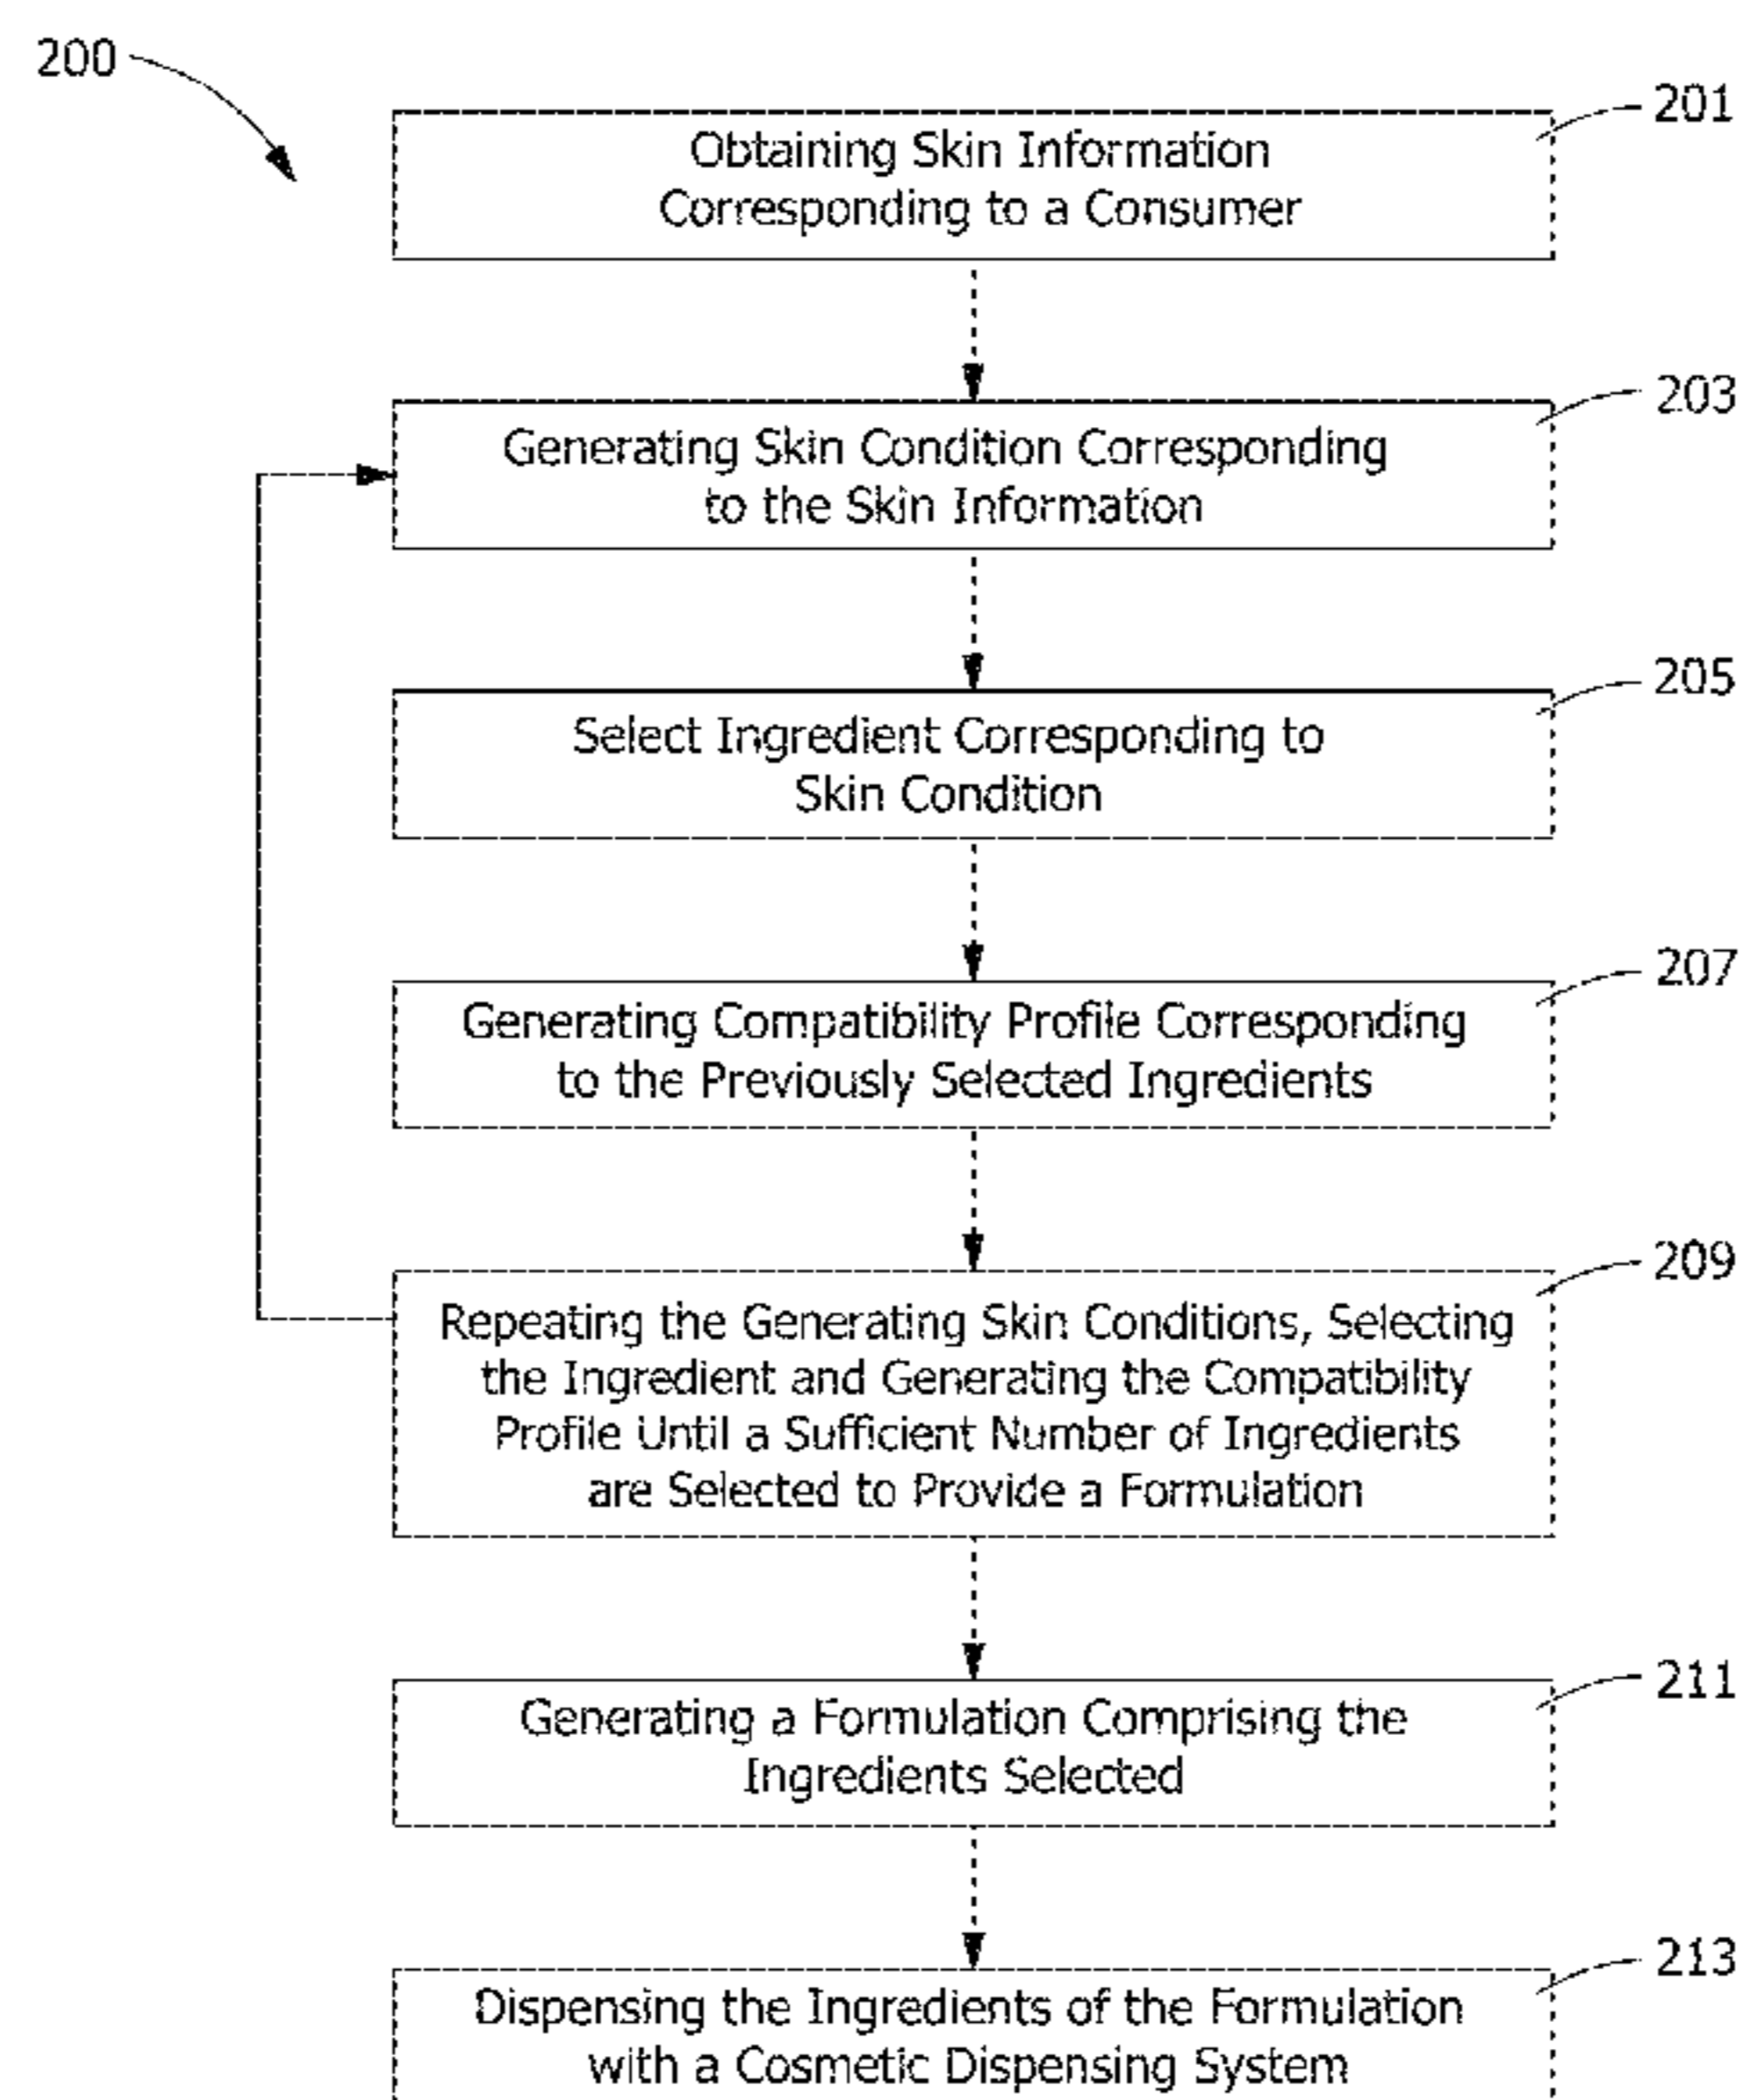 200
201
Obtaining Skin Information
Corresponding to a Consumer
203
Generating Skin Condition Corresponding
to the Skin Information
205
Select Ingredient Corresponding to
Skin Condition
207
Generating Compatibility Profile Corresponding
to the Previously Selected Ingredients
209
Repeating the Generating Skin Conditions, Selecting
the Ingredient and Generating the Compatibility
Profile Until a Sufficient Number of Ingredients
are Selected to Provide a Formulation
211
Generating a Formulation Comprising the
Ingredients Selected
213
Dispensing the Ingredients of the Formulation
with a Cosmetic Dispensing System